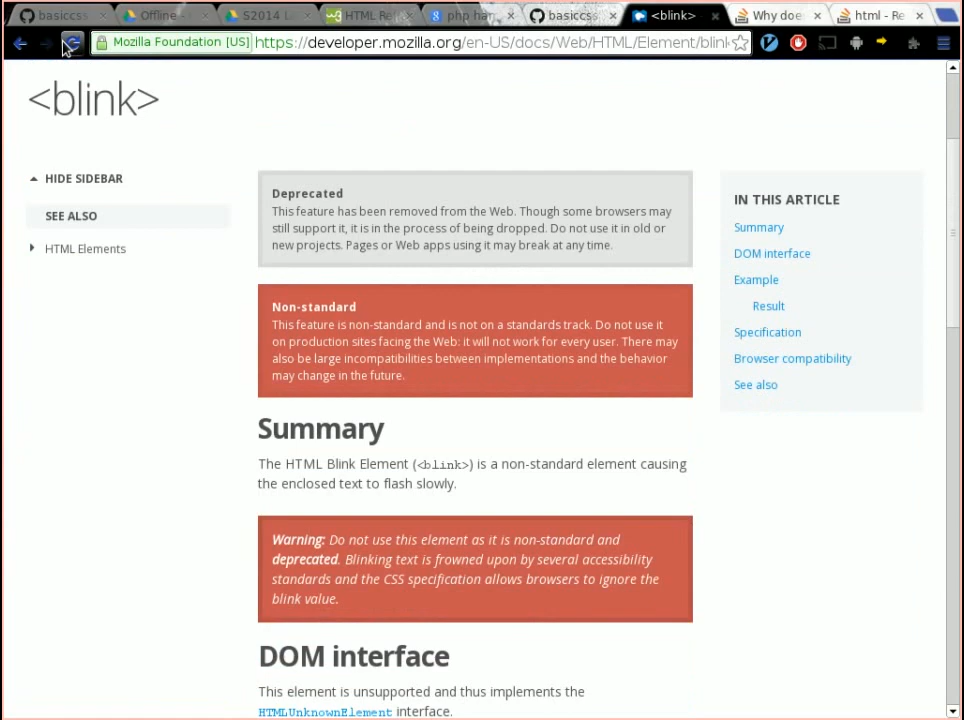 basiccss
Offline -
S2014 L
HTML Re
php har
basiccss
<blink>
Why doe
html - Re
Mozilla Foundation [US] https://developer.mozilla.org/en-US/docs/Web/HTML/Element/blink
<blink>
HIDE SIDEBAR
SEE ALSO
HTML Elements
Deprecated
This feature has been removed from the Web. Though some browsers may
still support it, it is in the process of being dropped. Do not use it in old or
new projects. Pages or Web apps using it may break at any time.
Non-standard
This feature is non-standard and is not on a standards track. Do not use it
on production sites facing the Web: it will not work for every user. There may
also be large incompatibilities between implementations and the behavior
may change in the future.
Summary
The HTML Blink Element (<blink>) is a non-standard element causing
the enclosed text to flash slowly.
Warning: Do not use this element as it is non-standard and
deprecated. Blinking text is frowned upon by several accessibility
standards and the CSS specification allows browsers to ignore the
blink value.
DOM interface
This element is unsupported and thus implements the
HTMLUnknownElement interface.
IN THIS ARTICLE
Summary
DOM interface
Example
Result
Specification
Browser compatibility
See also